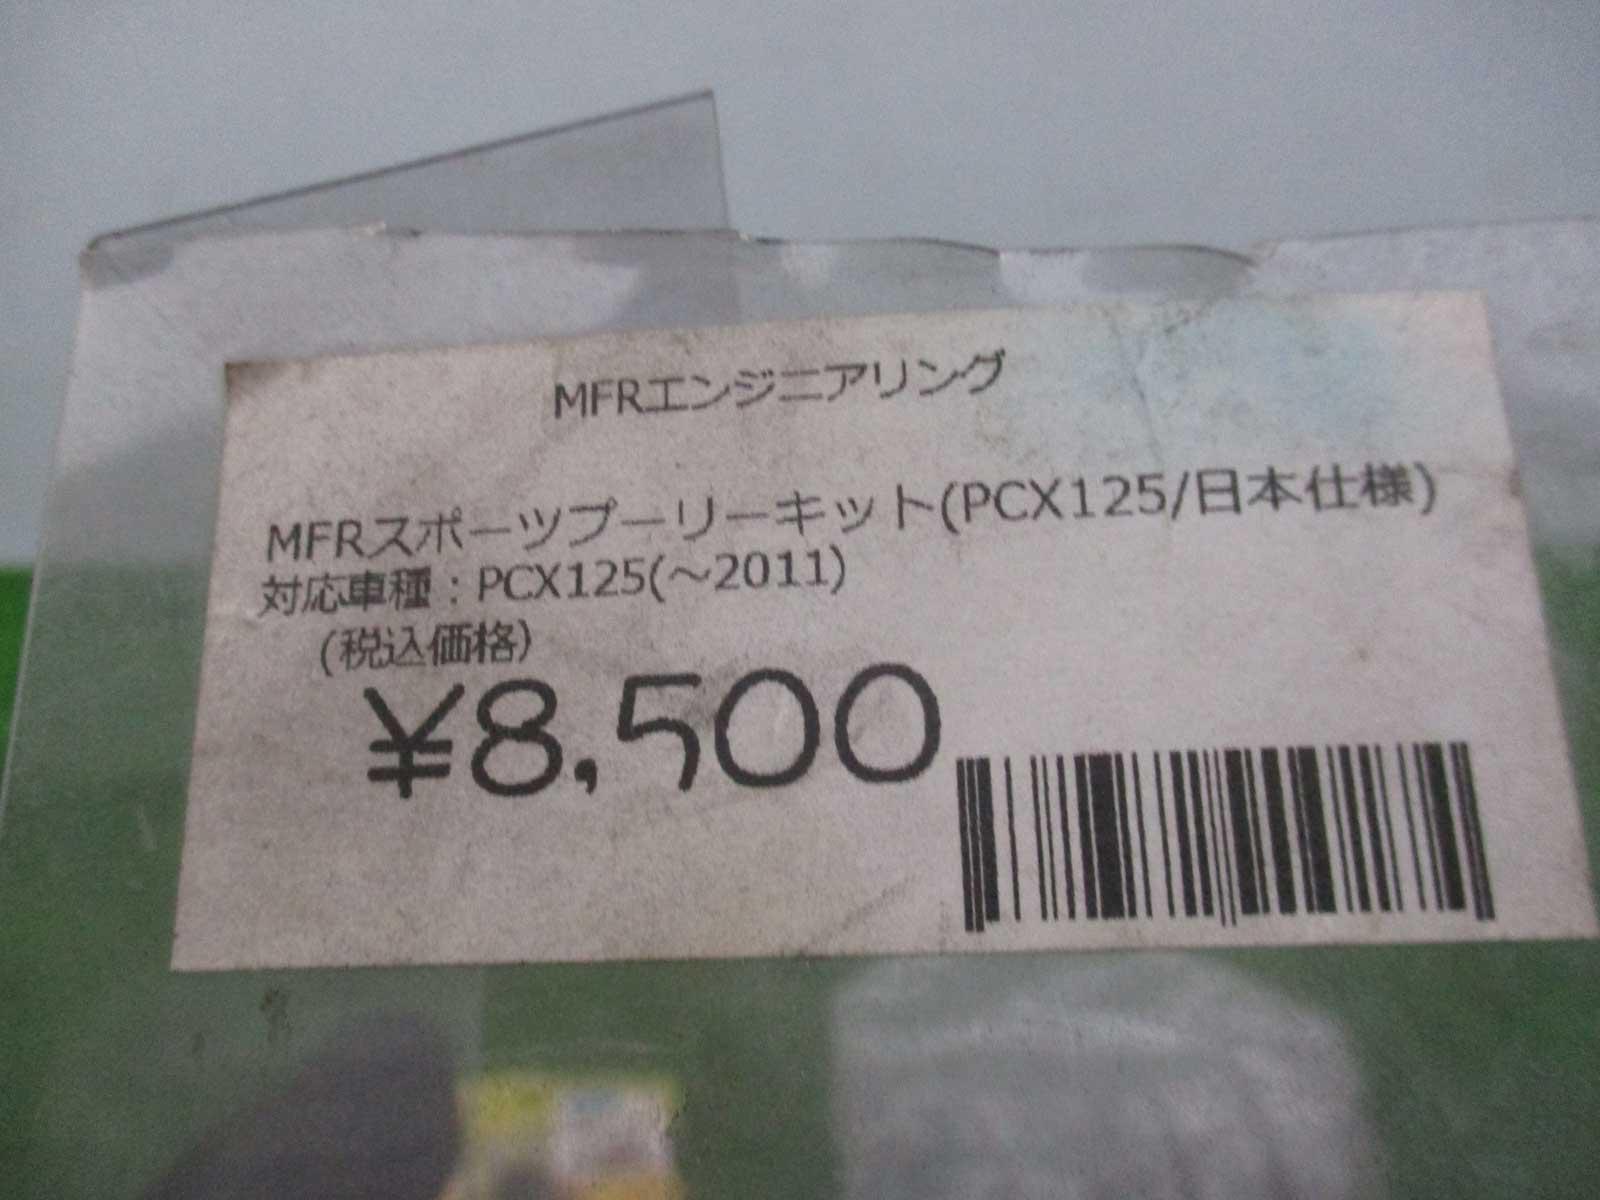 MFRエンジニアリング
MFRスポーツプーリーキット(PCX125/日本仕様)
対応車種：PCX125(～2011)
(税込価格)
¥8,500